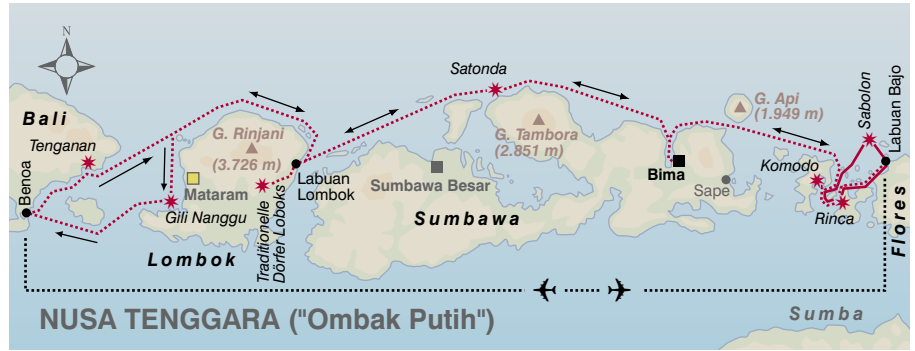 N
Bali
Tenganan
Benoa
G. Rinjani
(3.726 m)
Mataram
Gili Nanggu
Lombok
Traditionelle
Dörfer Loboks
Labuan
Lombok
Satonda
G. Tambora
(2.851 m)
Sumbawa Besar
Sumbawa
Bima
Sape
G. Api
(1.949 m)
Komodo
Rinca
Sabolon
Labuan Bajo
Flores
Sumba
NUSA TENGGARA ("Ombak Putih")